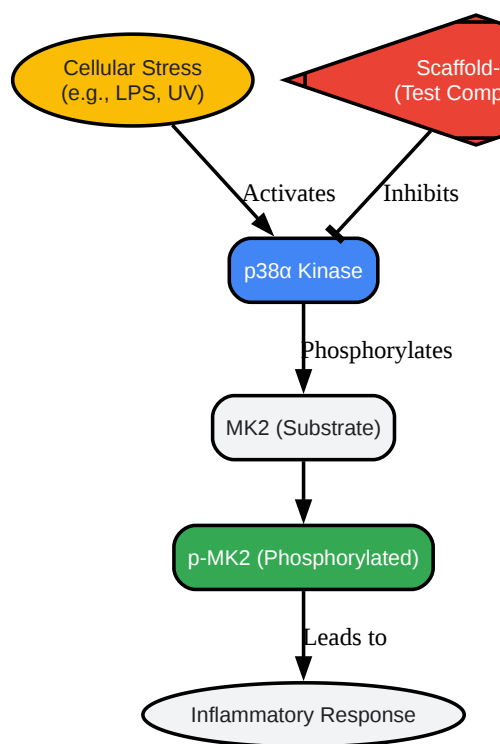 Cellular Stress
(e.g., LPS, UV)
Scaffold-
(Test Comp
Activates
Inhibits
p38α Kinase
Phosphorylates
MK2 (Substrate)
p-MK2 (Phosphorylated)
Leads to
Inflammatory Response